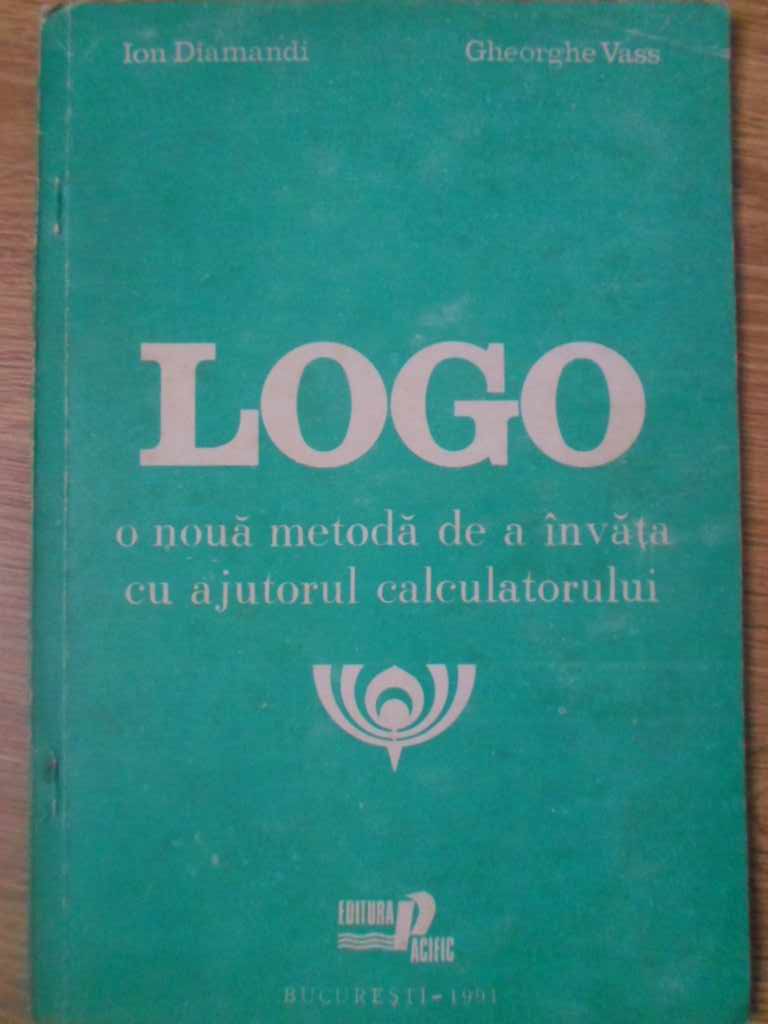 Ion Diamandi Gheorghe Vass
LOGO
o nouă metodă de a învăța
cu ajutorul calculatorului
EDITURA
PACIFIC
BUCUREȘTI - 1991